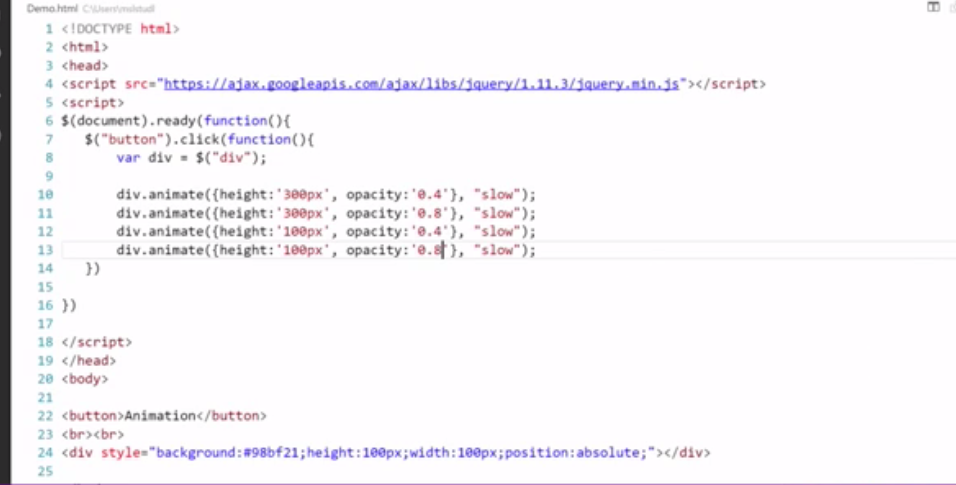 Demo.html C:\Users\mslstudi
1 <!DOCTYPE html>
2 <html>
3 <head>
4 <script src="https://ajax.googleapis.com/ajax/libs/jquery/1.11.3/jquery.min.js"></script>
5 <script>
6 $(document).ready(function(){
7 $("button").click(function(){
8 var div = $("div");
9
10 div.animate({height:'300px', opacity:'0.4'}, "slow");
11 div.animate({height:'300px', opacity:'0.8'}, "slow");
12 div.animate({height:'100px', opacity:'0.4'}, "slow");
13 div.animate({height:'100px', opacity:'0.8'}, "slow");
14 })
15
16 })
17
18 </script>
19 </head>
20 <body>
21
22 <button>Animation</button>
23 <br><br>
24 <div style="background:#98bf21;height:100px;width:100px;position:absolute;"></div>
25